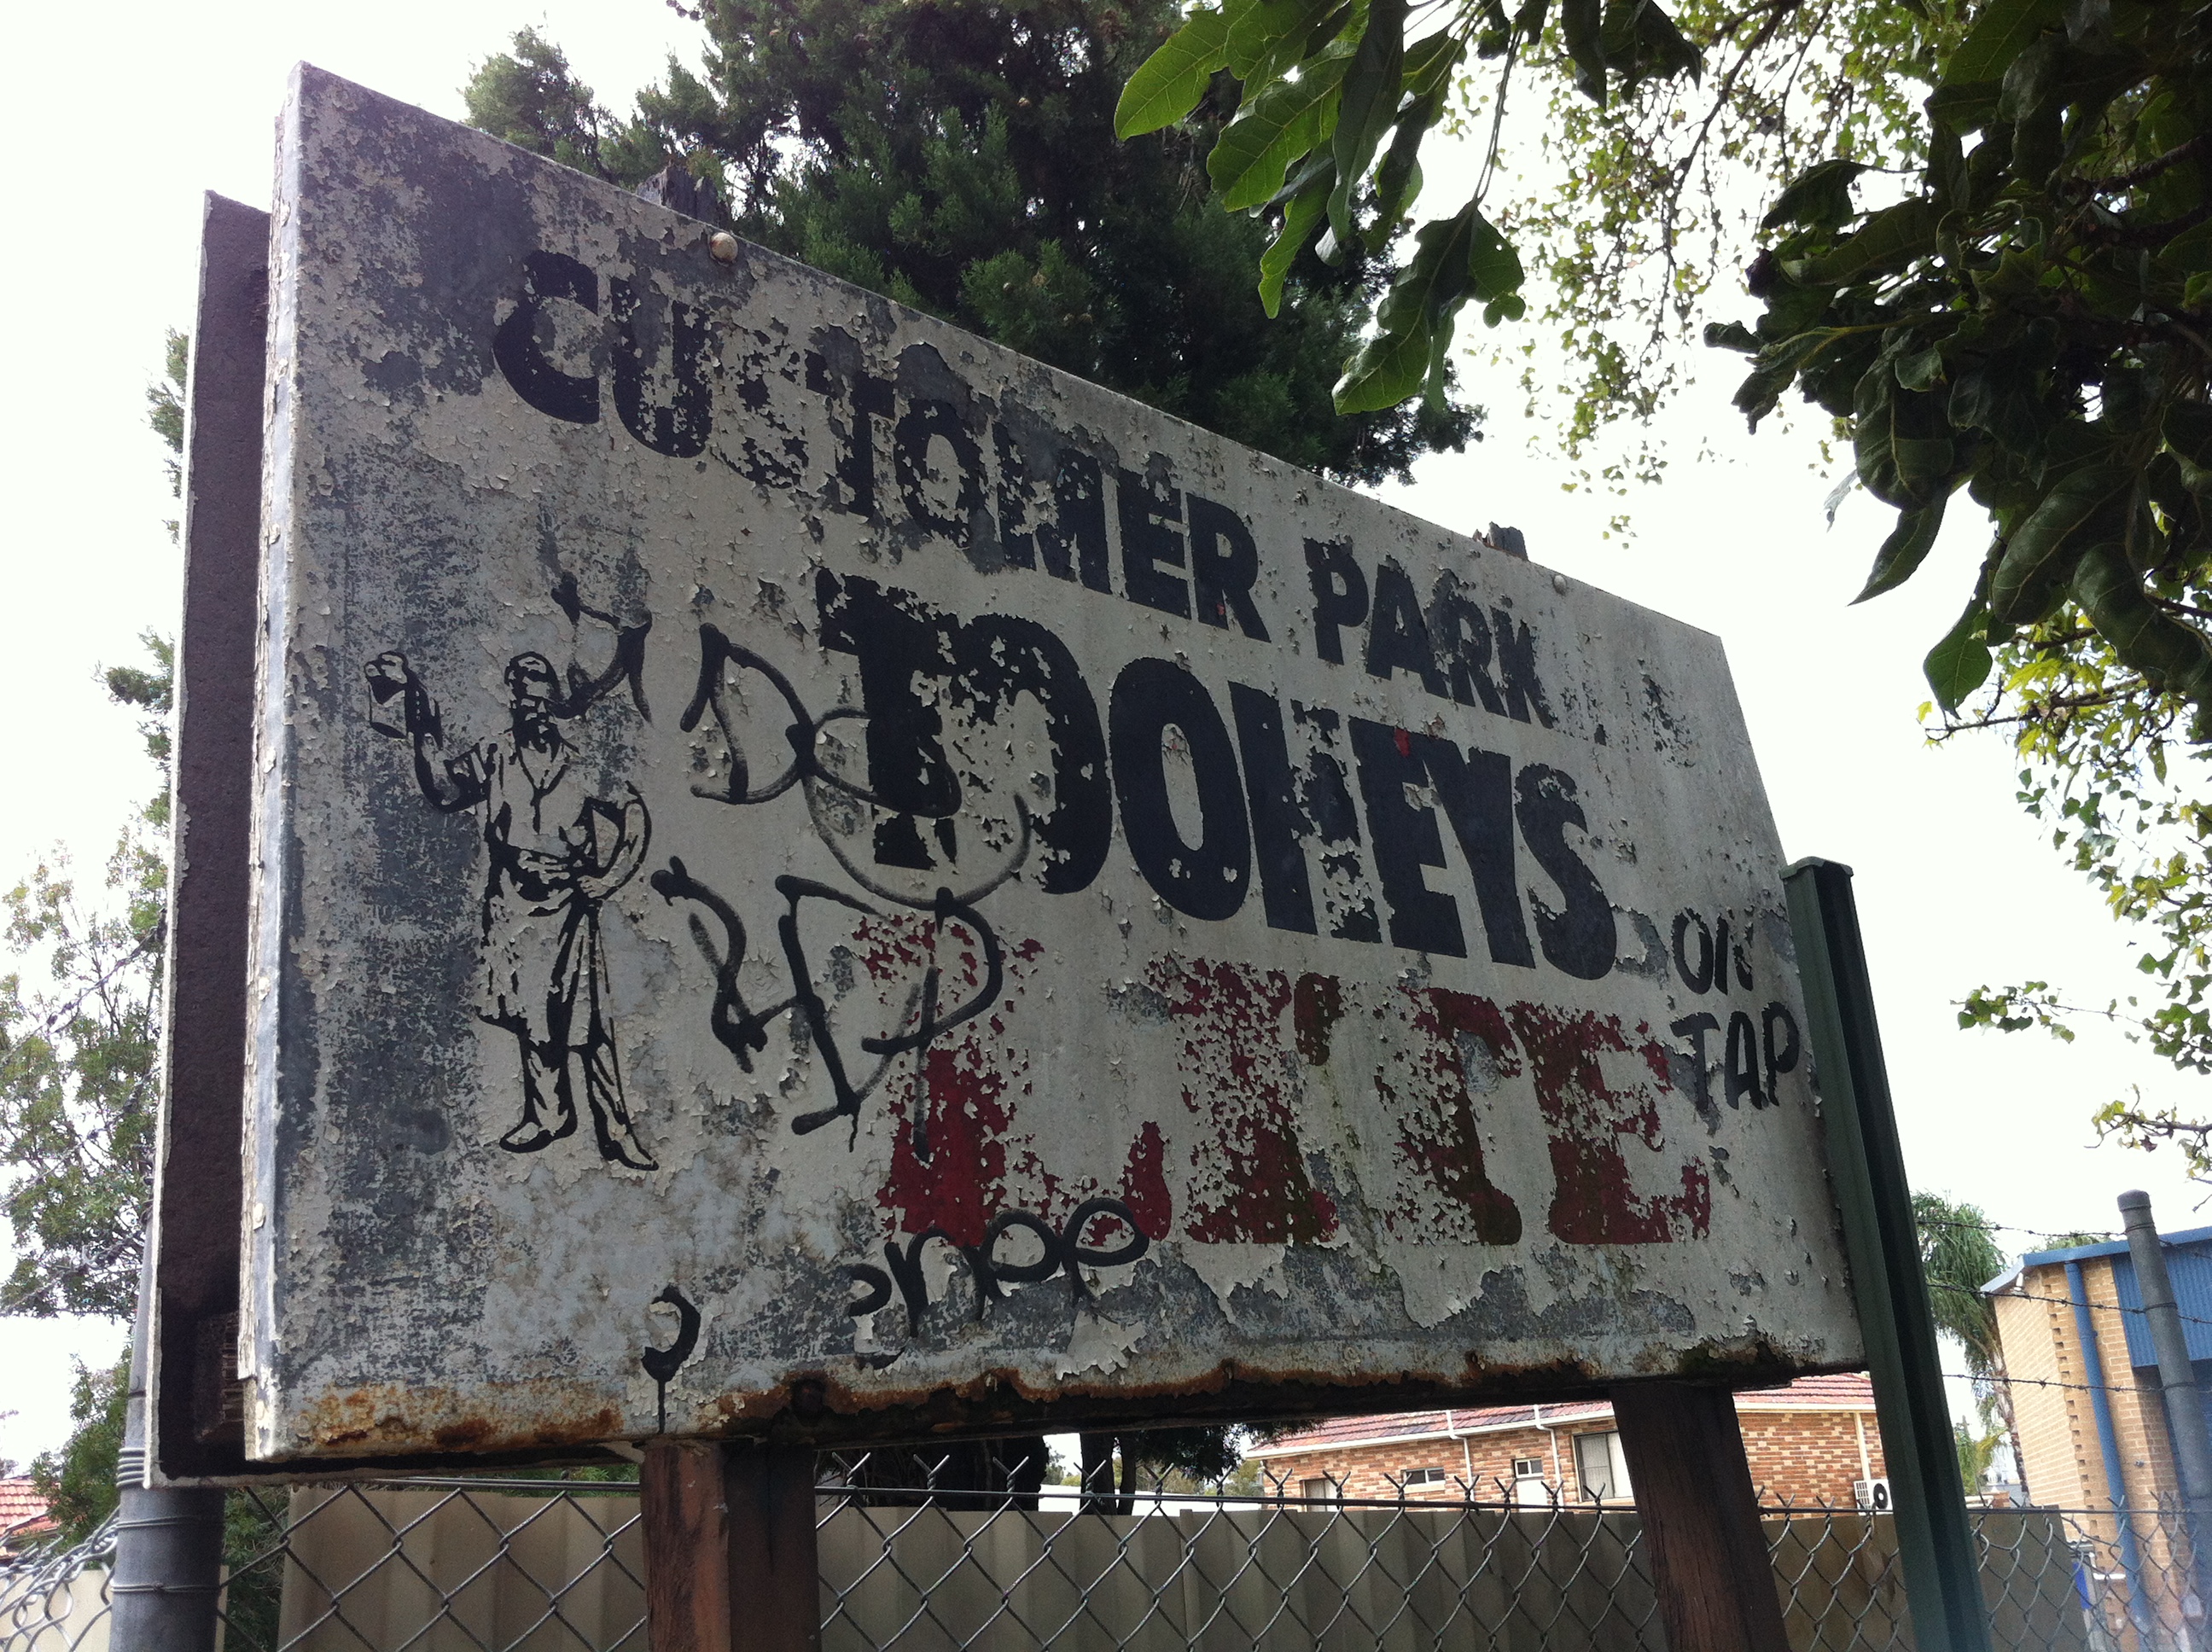 CUSTOMER PARK
TOOHEYS
LITE
ON
TAP